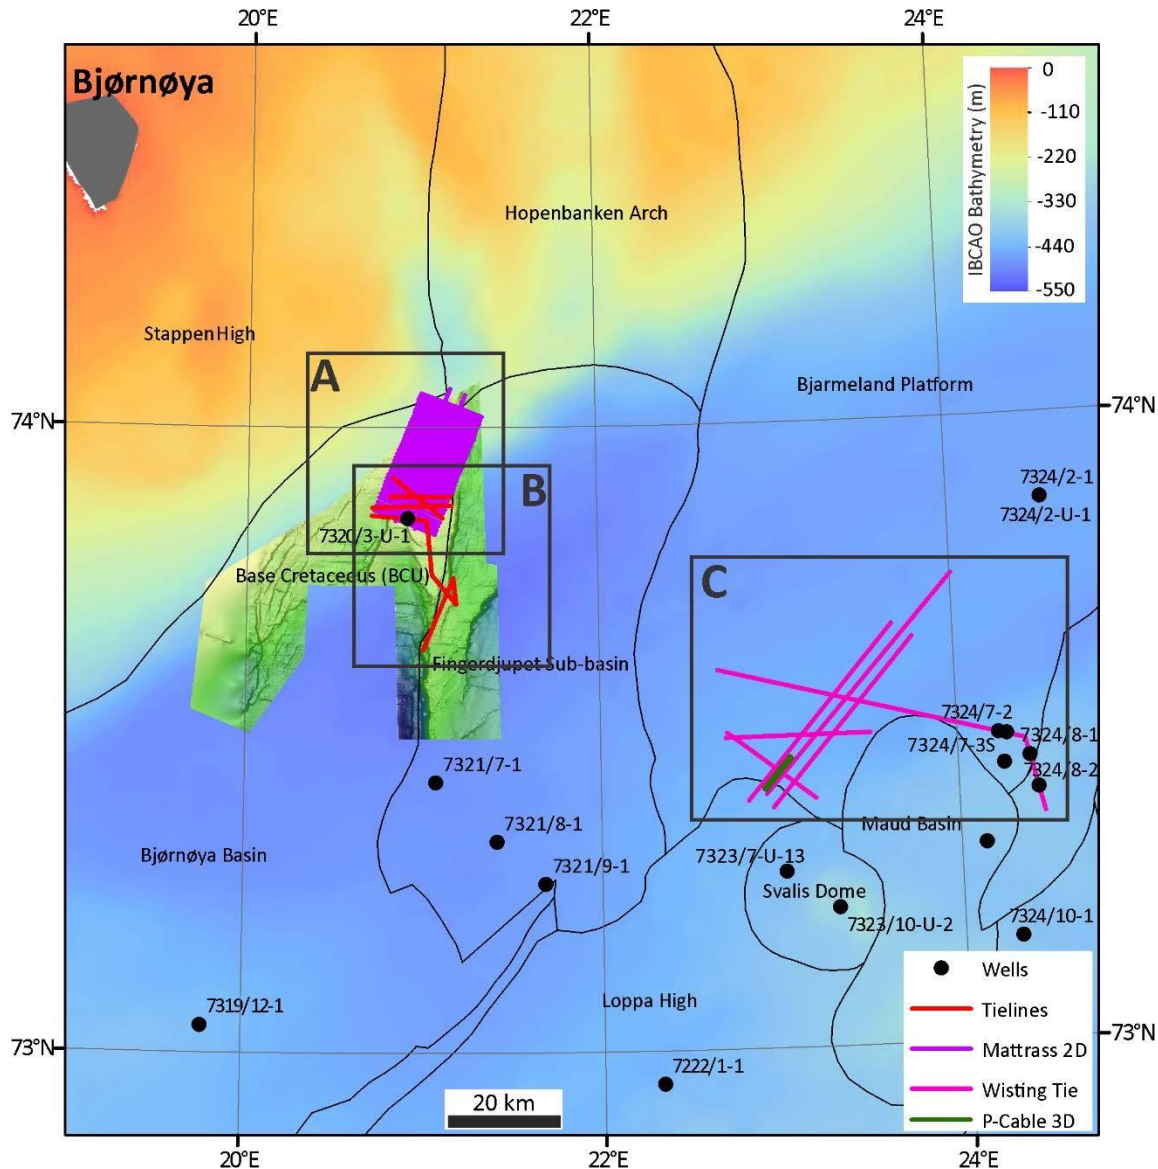 20°E
22°E
24°E
Bjørnøya
0
-110
-220
-330
-440
-550
IBCAO Bathymetry (m)
Hopenbanken Arch
Stappen High
A
Bjarmeland Platform
74°N
74°N
B
7324/2-1
7324/2-U-1
7320/3-U-1
Base Cretaceous (BCU)
C
Fingerdjupet Sub-basin
7324/7-2
7324/8-1
7324/7-3S
7324/8-2
7321/7-1
7321/8-1
Maud Basin
Bjørnøya Basin
7321/9-1
7323/7-U-13
Svalis Dome
7323/10-U-2
7324/10-1
Wells
7319/12-1
Loppa High
Tielines
73°N
73°N
Mattrass 2D
7222/1-1
Wisting Tie
20 km
P-Cable 3D
20°E
22°E
24°E